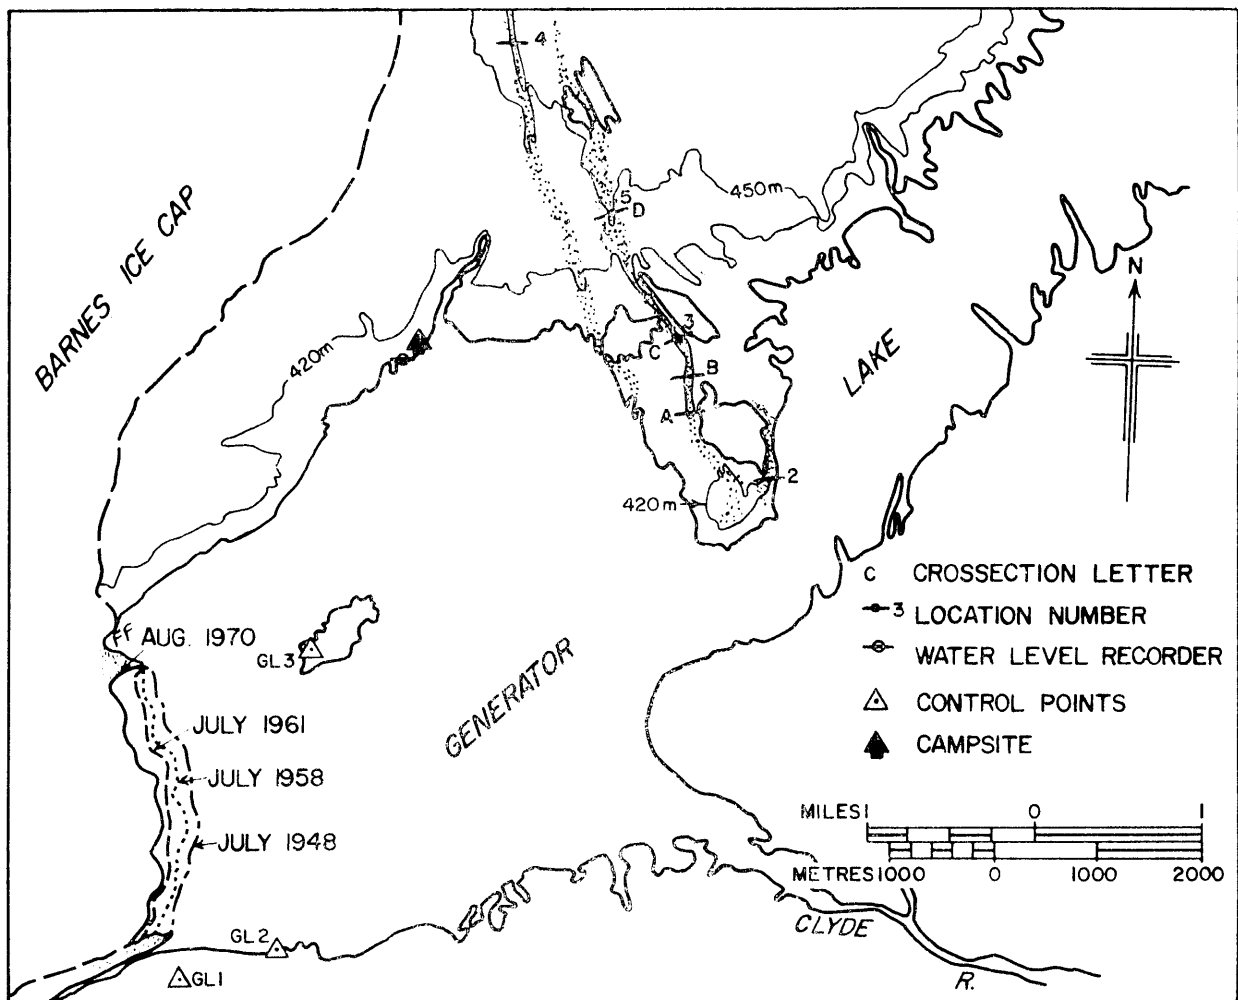 4
5
D
450m
BARNES ICE CAP
N
420m
3
C
B
A
LAKE
2
420m
C CROSSECTION LETTER
3 LOCATION NUMBER
WATER LEVEL RECORDER
CONTROL POINTS
CAMPSITE
AUG. 1970
GL3
GENERATOR
JULY 1961
JULY 1958
JULY 1948
MILES 1 0 1
METRES 1000 0 1000 2000
CLYDE
R.
GL2
GL1